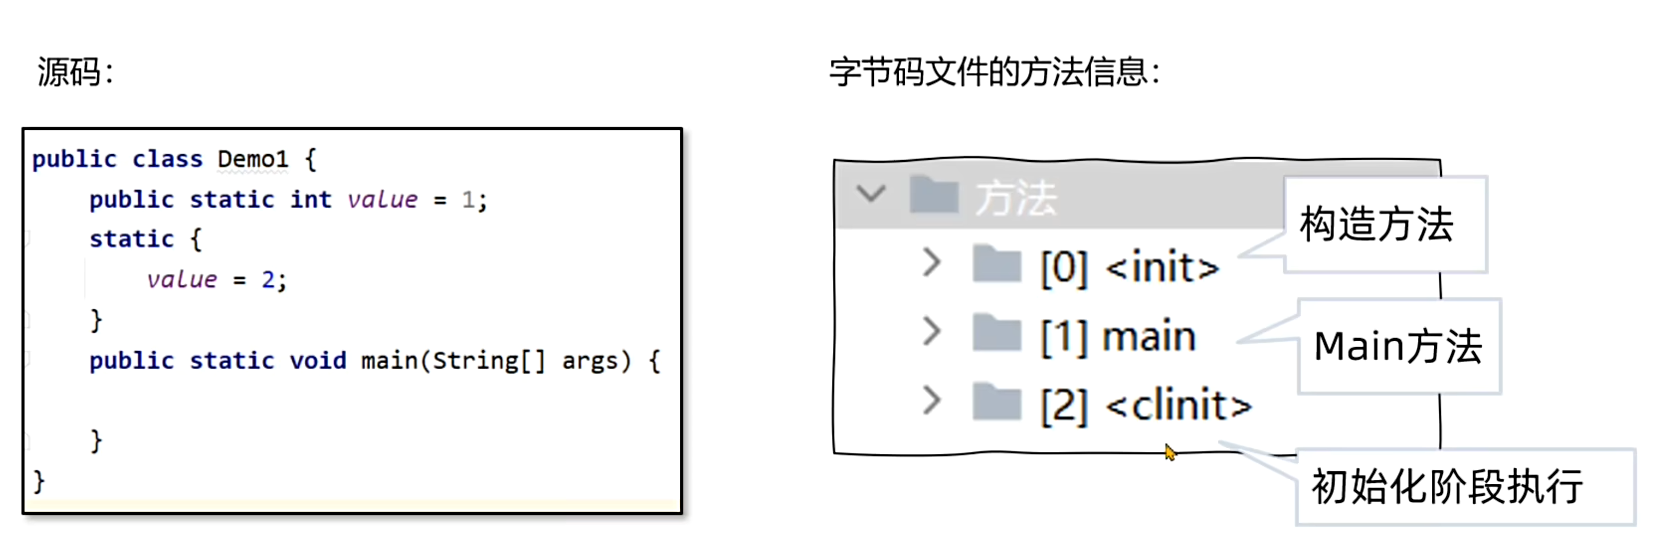 源码：
public class Demo1 {
public static int value = 1;
static {
value = 2;
}
public static void main(String[] args) {
}
}
字节码文件的方法信息：
方法
[0] <init>
构造方法
[1] main
Main方法
[2] <clinit>
初始化阶段执行